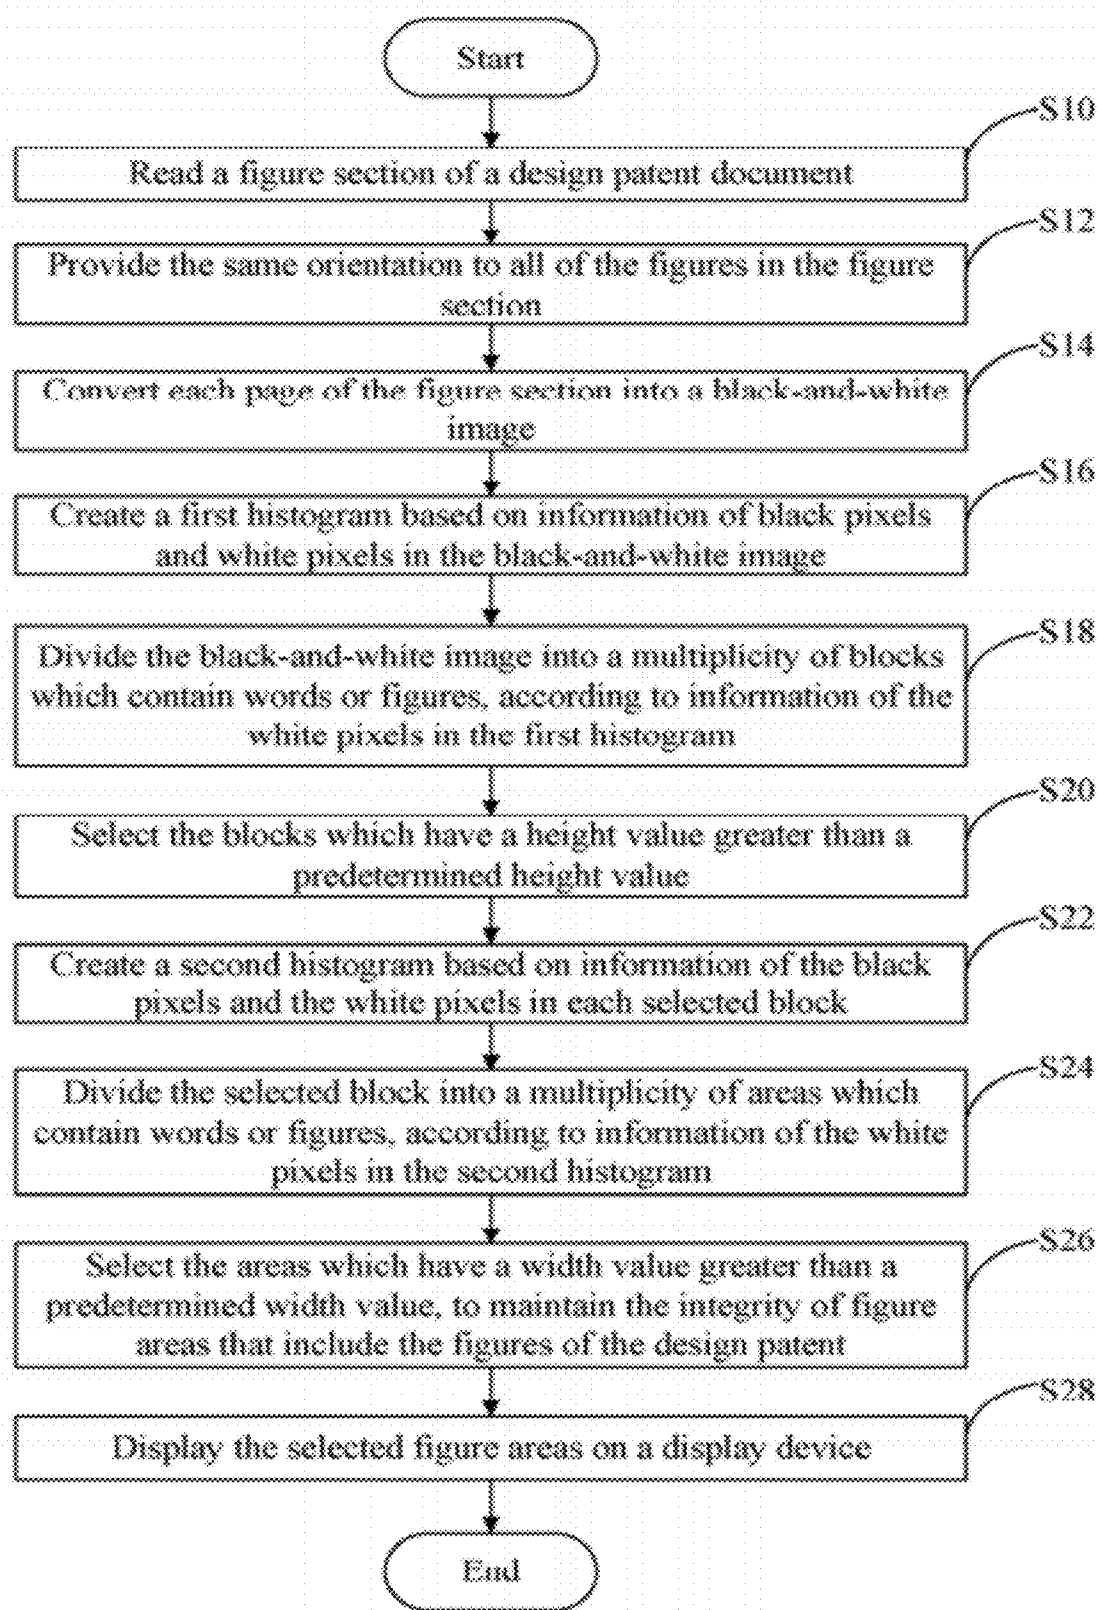 Start
S10
Read a figure section of a design patent document
S12
Provide the same orientation to all of the figures in the figure
section
S14
Convert each page of the figure section into a black-and-white
image
S16
Create a first histogram based on information of black pixels
and white pixels in the black-and-white image
S18
Divide the black-and-white image into a multiplicity of blocks
which contain words or figures, according to information of the
white pixels in the first histogram
S20
Select the blocks which have a height value greater than a
predetermined height value
S22
Create a second histogram based on information of the black
pixels and the white pixels in each selected block
S24
Divide the selected block into a multiplicity of areas which
contain words or figures, according to information of the white
pixels in the second histogram
S26
Select the areas which have a width value greater than a
predetermined width value, to maintain the integrity of figure
areas that include the figures of the design patent
S28
Display the selected figure areas on a display device
End